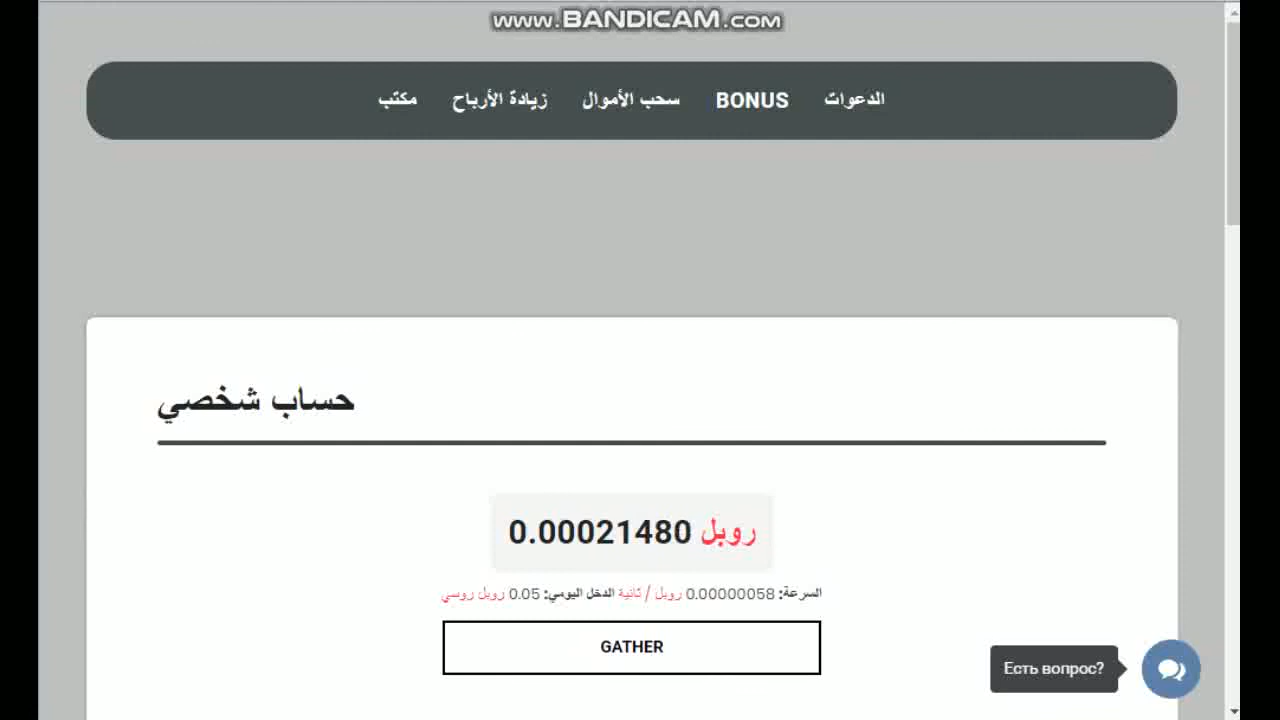 www.BANDICAM.com
مكتب زيادة الأرباح سحب الأموال BONUS الدعوات
حساب شخصي
0.00021480 روبل
السرعة: 0.00000058 روبل / ثانية الدخل اليومي: 0.05 روبل روسي
GATHER
Есть вопрос?